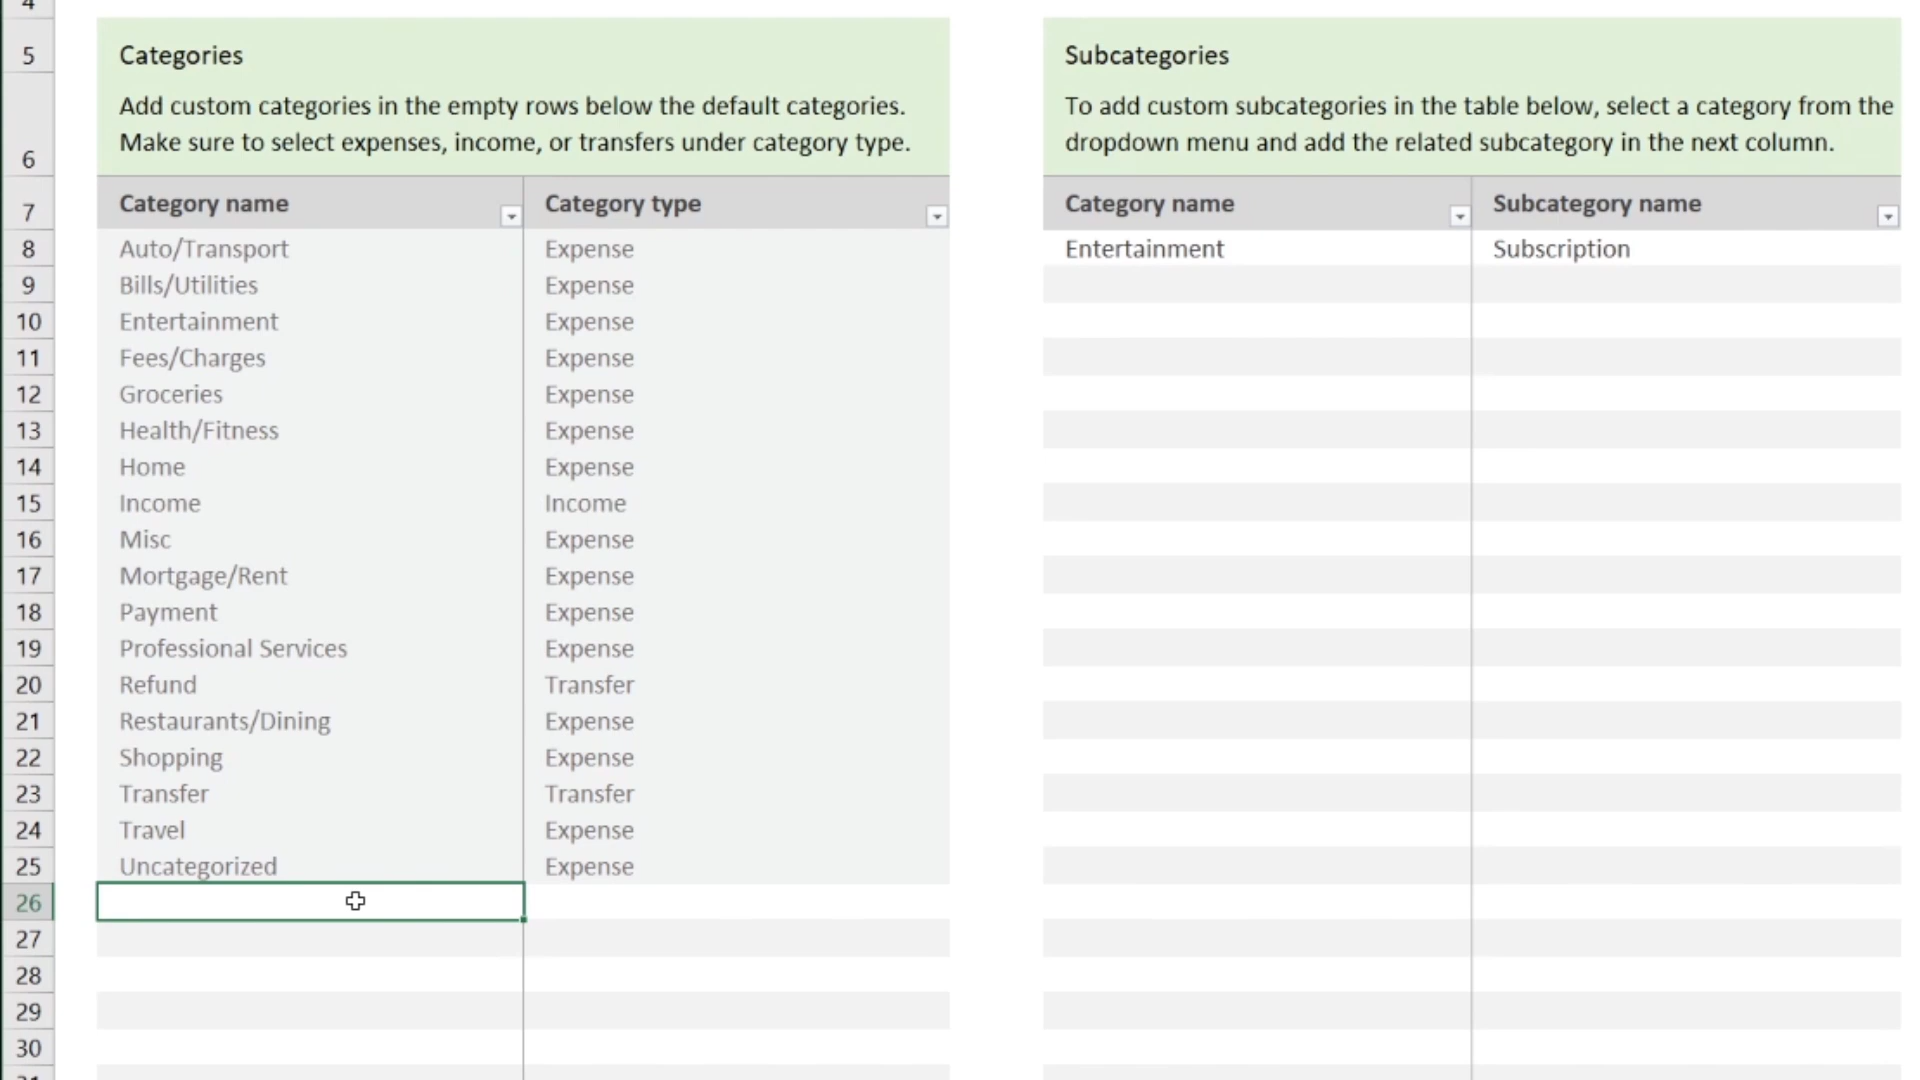 4
5 Categories Subcategories
Add custom categories in the empty rows below the default categories. To add custom subcategories in the table below, select a category from the
6 Make sure to select expenses, income, or transfers under category type. dropdown menu and add the related subcategory in the next column.
7 Category name Category type Category name Subcategory name
8 Auto/Transport Expense Entertainment Subscription
9 Bills/Utilities Expense
10 Entertainment Expense
11 Fees/Charges Expense
12 Groceries Expense
13 Health/Fitness Expense
14 Home Expense
15 Income Income
16 Misc Expense
17 Mortgage/Rent Expense
18 Payment Expense
19 Professional Services Expense
20 Refund Transfer
21 Restaurants/Dining Expense
22 Shopping Expense
23 Transfer Transfer
24 Travel Expense
25 Uncategorized Expense
26
27
28
29
30